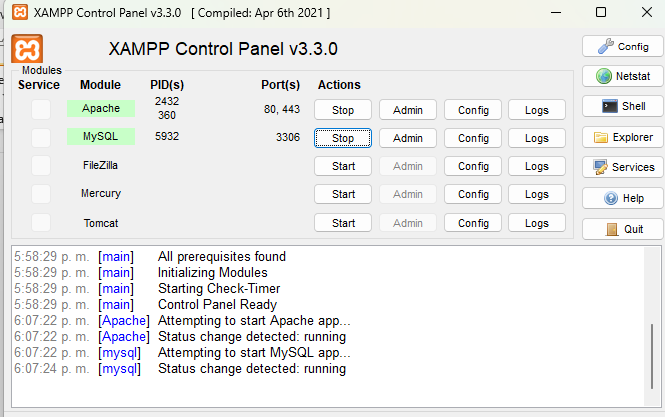 XAMPP Control Panel v3.3.0 [ Compiled: Apr 6th 2021 ]
XAMPP Control Panel v3.3.0
Config
Modules
Service Module PID(s) Port(s) Actions
Netstat
Apache 2432 360 80, 443 Stop Admin Config Logs
Shell
MySQL 5932 3306 Stop Admin Config Logs
Explorer
FileZilla Start Admin Config Logs
Services
Mercury Start Admin Config Logs
Help
Tomcat Start Admin Config Logs
Quit
5:58:29 p. m. [main] All prerequisites found
5:58:29 p. m. [main] Initializing Modules
5:58:29 p. m. [main] Starting Check-Timer
5:58:29 p. m. [main] Control Panel Ready
6:07:22 p. m. [Apache] Attempting to start Apache app...
6:07:22 p. m. [Apache] Status change detected: running
6:07:22 p. m. [mysql] Attempting to start MySQL app...
6:07:24 p. m. [mysql] Status change detected: running